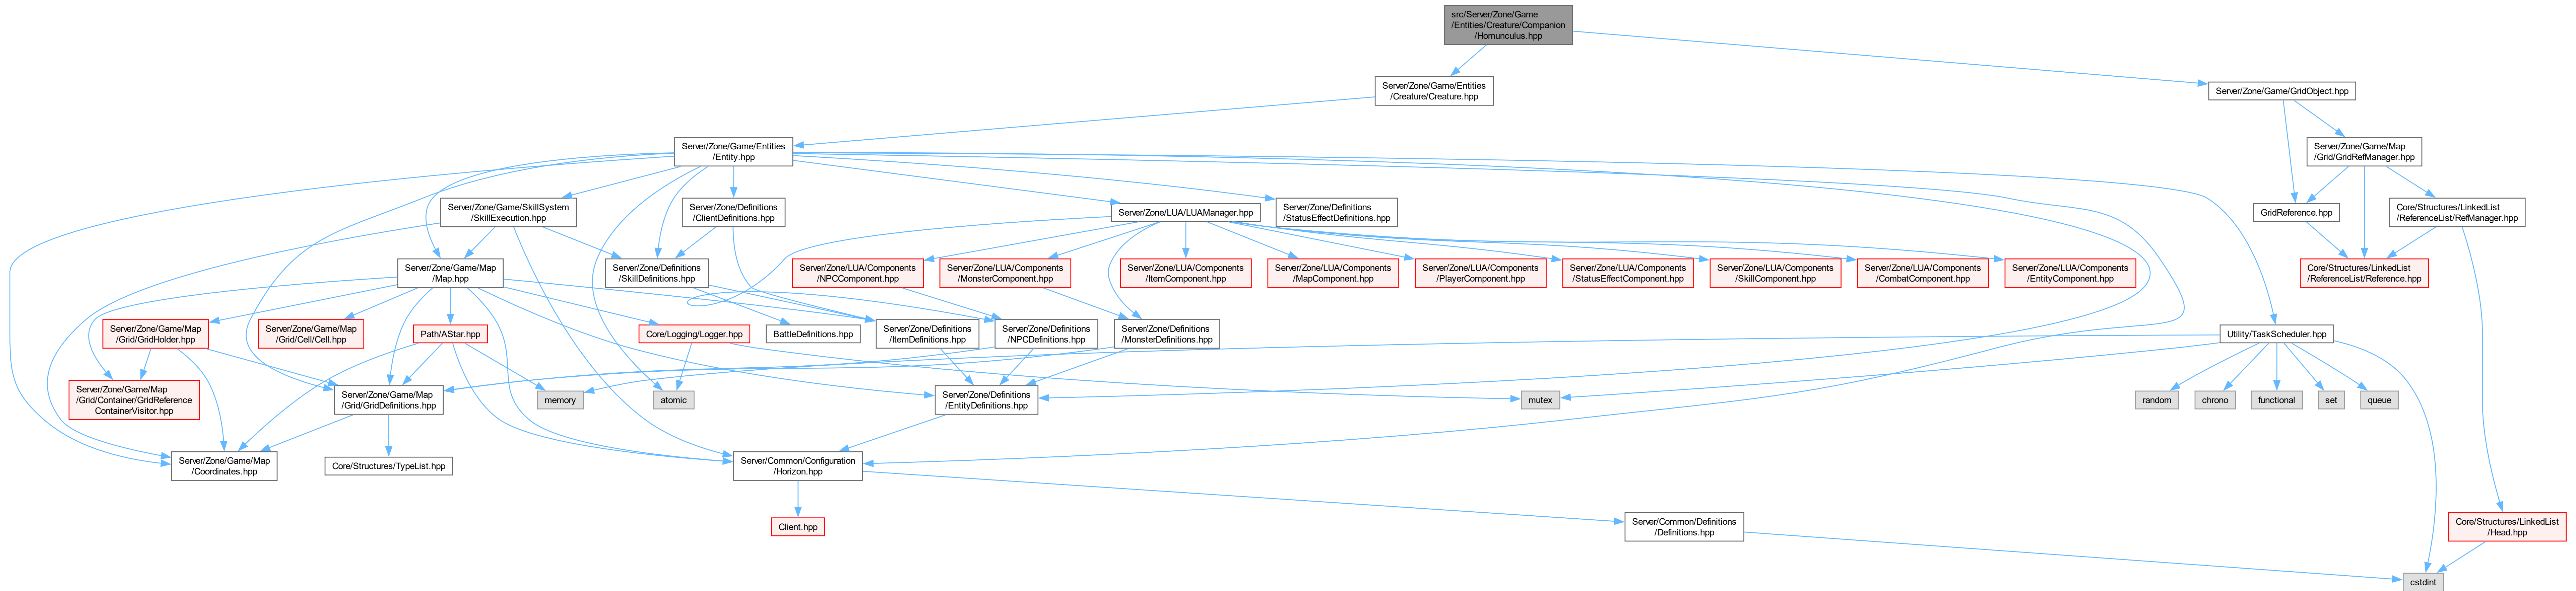 src/Server/Zone/Game
/Entities/Creature/Companion
/Homunculus.hpp
Server/Zone/Game/Entities
/Creature/Creature.hpp
Server/Zone/Game/GridObject.hpp
Server/Zone/Game/Entities
/Entity.hpp
Server/Zone/Game/Map
/Grid/GridRefManager.hpp
Server/Zone/Game/SkillSystem
/SkillExecution.hpp
Server/Zone/Definitions
/ClientDefinitions.hpp
Server/Zone/LUA/LUAManager.hpp
Server/Zone/Definitions
/StatusEffectDefinitions.hpp
GridReference.hpp
Core/Structures/LinkedList
/ReferenceList/RefManager.hpp
Server/Zone/Game/Map
/Map.hpp
Server/Zone/Definitions
/SkillDefinitions.hpp
Server/Zone/LUA/Components
/NPCComponent.hpp
Server/Zone/LUA/Components
/MonsterComponent.hpp
Server/Zone/LUA/Components
/ItemComponent.hpp
Server/Zone/LUA/Components
/MapComponent.hpp
Server/Zone/LUA/Components
/PlayerComponent.hpp
Server/Zone/LUA/Components
/StatusEffectComponent.hpp
Server/Zone/LUA/Components
/SkillComponent.hpp
Server/Zone/LUA/Components
/CombatComponent.hpp
Server/Zone/LUA/Components
/EntityComponent.hpp
Core/Structures/LinkedList
/ReferenceList/Reference.hpp
Server/Zone/Game/Map
/Grid/GridHolder.hpp
Server/Zone/Game/Map
/Grid/Cell/Cell.hpp
Path/AStar.hpp
Core/Logging/Logger.hpp
BattleDefinitions.hpp
Server/Zone/Definitions
/ItemDefinitions.hpp
Server/Zone/Definitions
/NPCDefinitions.hpp
Server/Zone/Definitions
/MonsterDefinitions.hpp
Utility/TaskScheduler.hpp
Server/Zone/Game/Map
/Grid/Container/GridReference
ContainerVisitor.hpp
Server/Zone/Game/Map
/Grid/GridDefinitions.hpp
memory
atomic
Server/Zone/Definitions
/EntityDefinitions.hpp
mutex
random
chrono
functional
set
queue
Server/Zone/Game/Map
/Coordinates.hpp
Core/Structures/TypeList.hpp
Server/Common/Configuration
/Horizon.hpp
Client.hpp
Server/Common/Definitions
/Definitions.hpp
Core/Structures/LinkedList
/Head.hpp
cstdint